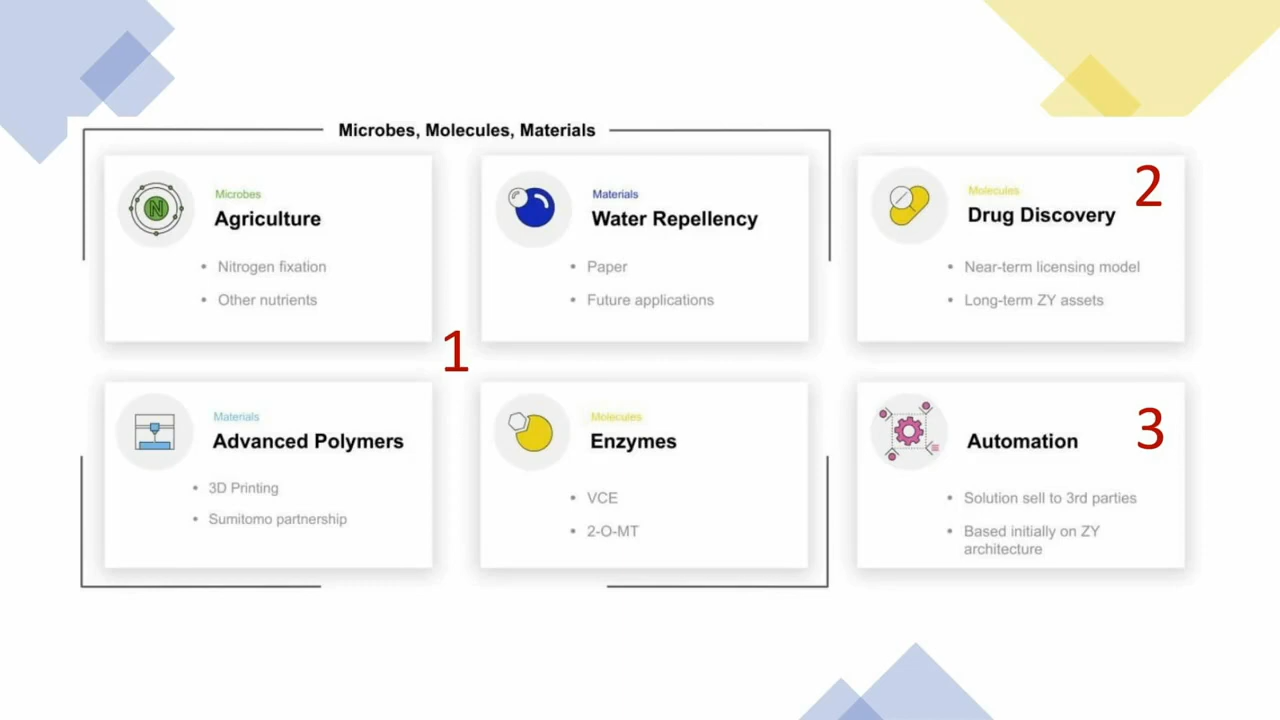 Microbes, Molecules, Materials
Microbes
Agriculture
N
• Nitrogen fixation
• Other nutrients
Materials
Water Repellency
• Paper
• Future applications
Molecules
Drug Discovery
2
• Near-term licensing model
• Long-term ZY assets
1
Materials
Advanced Polymers
• 3D Printing
• Sumitomo partnership
Molecules
Enzymes
• VCE
• 2-O-MT
Automation
3
• Solution sell to 3rd parties
• Based initially on ZY
architecture